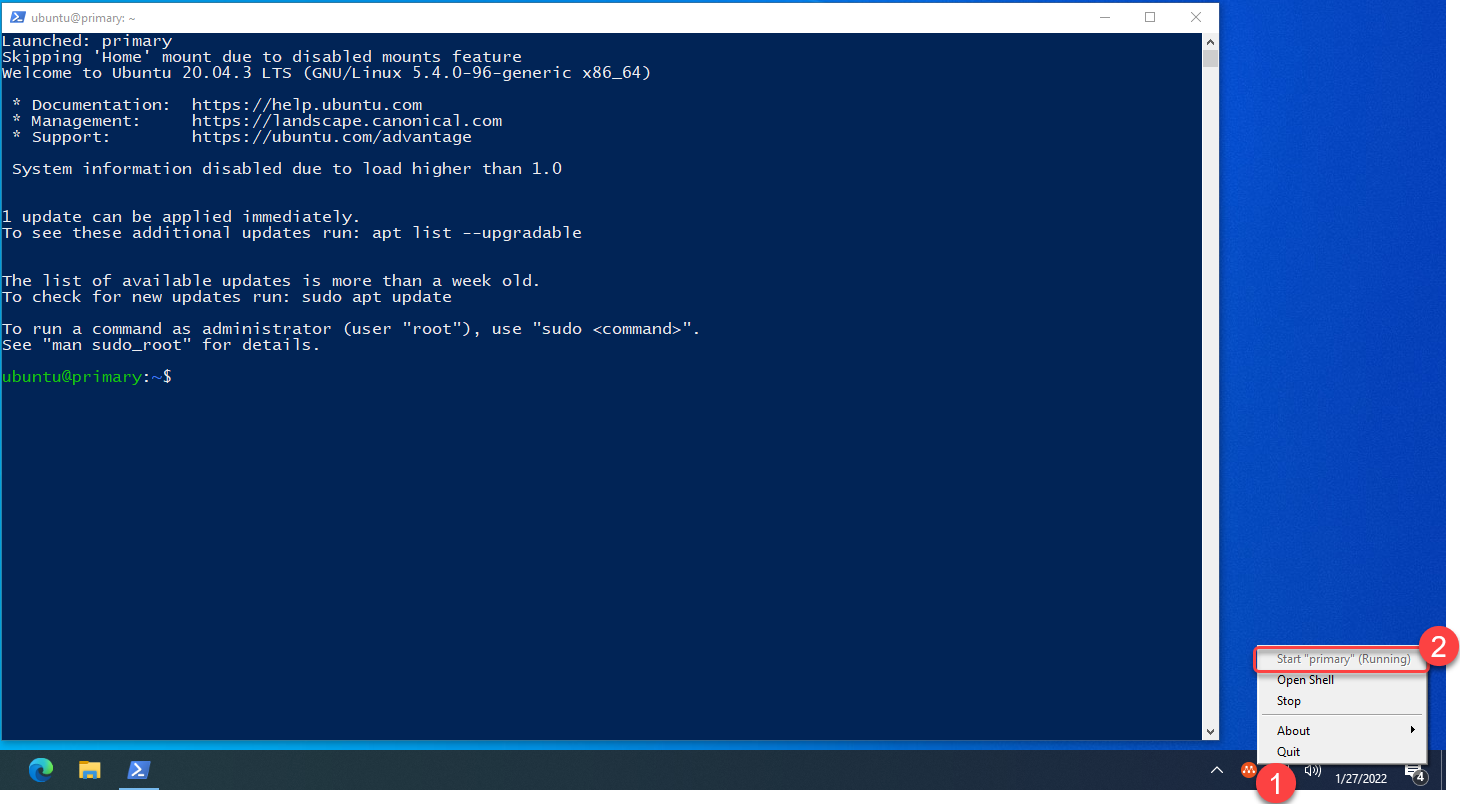 ubuntu@primary: ~
Launched: primary
Skipping 'Home' mount due to disabled mounts feature
Welcome to Ubuntu 20.04.3 LTS (GNU/Linux 5.4.0-96-generic x86_64)
* Documentation: https://help.ubuntu.com
* Management: https://landscape.canonical.com
* Support: https://ubuntu.com/advantage
System information disabled due to load higher than 1.0
1 update can be applied immediately.
To see these additional updates run: apt list --upgradable
The list of available updates is more than a week old.
To check for new updates run: sudo apt update
To run a command as administrator (user "root"), use "sudo <command>".
See "man sudo_root" for details.
ubuntu@primary:~$
2
Start "primary" (Running)
Open Shell
Stop
About
Quit
1
1/27/2022
4